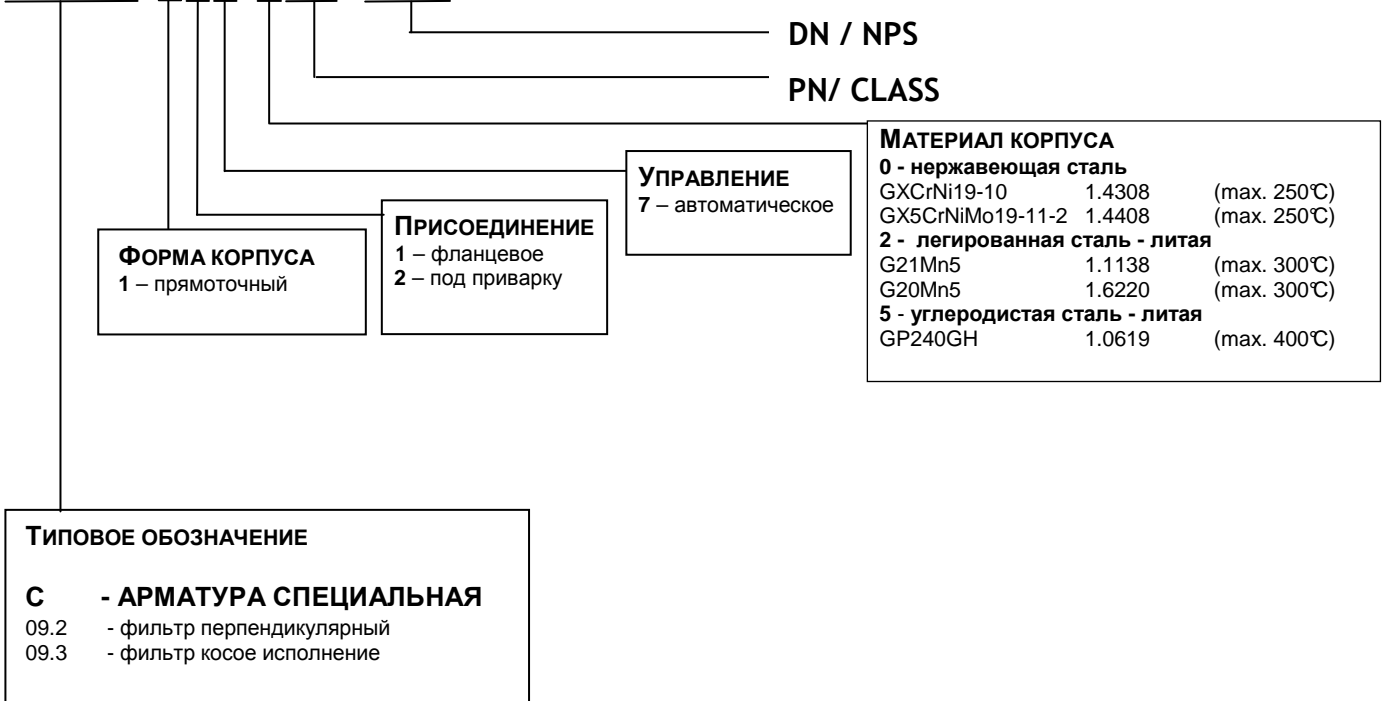 DN / NPS
PN/ CLASS
МАТЕРИАЛ КОРПУСА
0 - нержавеющая сталь
GXCrNi19-10 1.4308 (max. 250°C)
GX5CrNiMo19-11-2 1.4408 (max. 250°C)
2 - легированная сталь - литая
G21Mn5 1.1138 (max. 300°C)
G20Mn5 1.6220 (max. 300°C)
5 - углеродистая сталь - литая
GP240GH 1.0619 (max. 400°C)
УПРАВЛЕНИЕ
7 – автоматическое
ПРИСОЕДИНЕНИЕ
1 – фланцевое
2 – под приварку
ФОРМА КОРПУСА
1 – прямоточный
ТИПОВОЕ ОБОЗНАЧЕНИЕ
С - АРМАТУРА СПЕЦИАЛЬНАЯ
09.2 - фильтр перпендикулярный
09.3 - фильтр косое исполнение